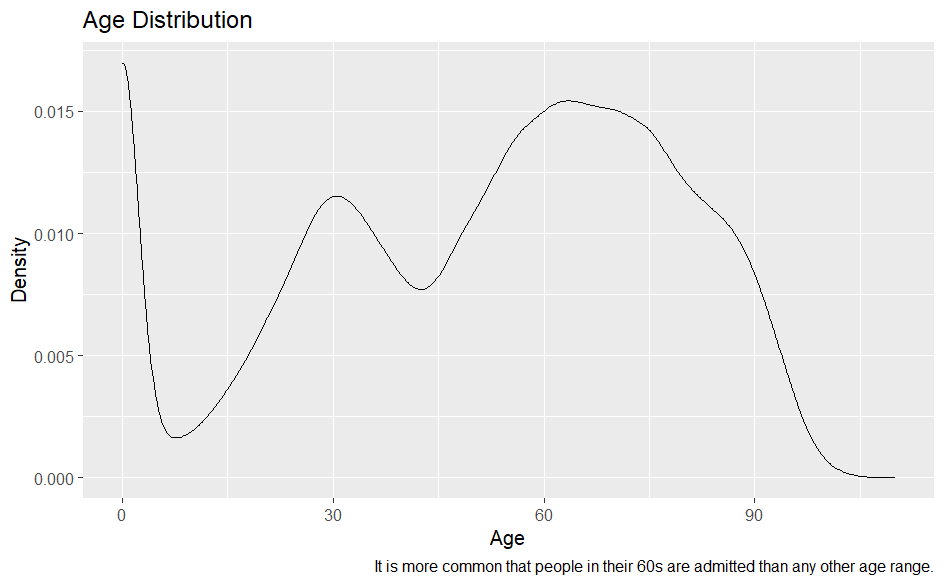 Age Distribution
0.015
0.010
0.005
0.000
Density
0 30 60 90
Age
It is more common that people in their 60s are admitted than any other age range.